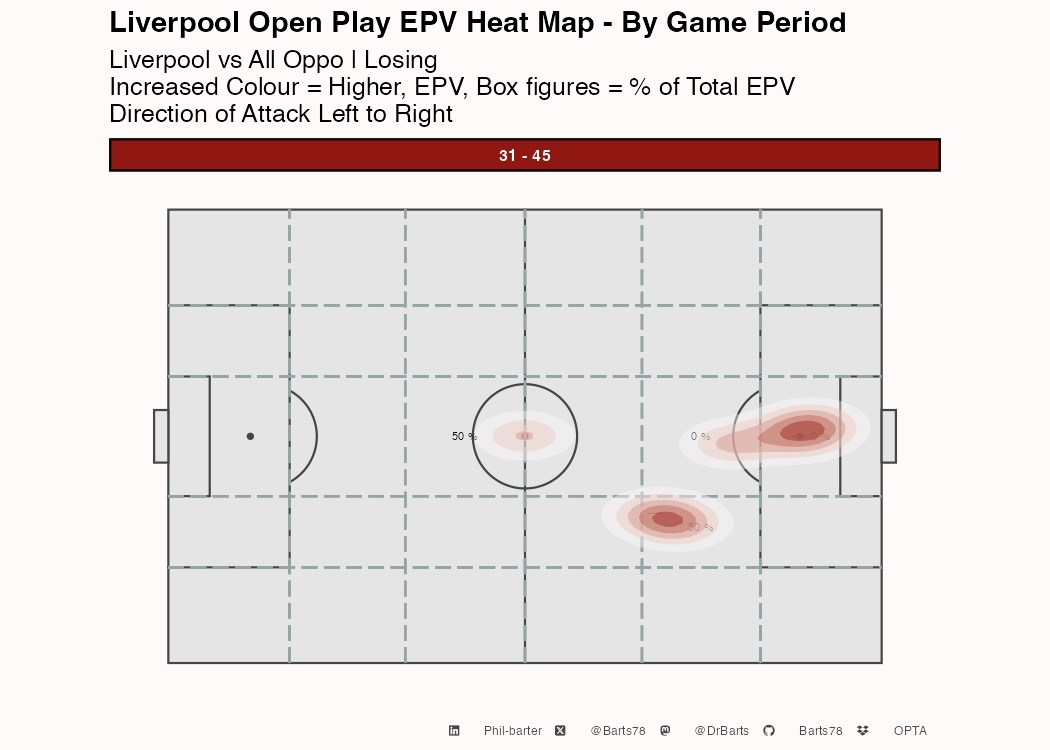 Liverpool Open Play EPV Heat Map - By Game Period
Liverpool vs All Oppo | Losing
Increased Colour = Higher, EPV, Box figures = % of Total EPV
Direction of Attack Left to Right
31 - 45
50 %
0 %
0 %
50 %
Phil-barter @Barts78 @DrBarts Barts78 OPTA